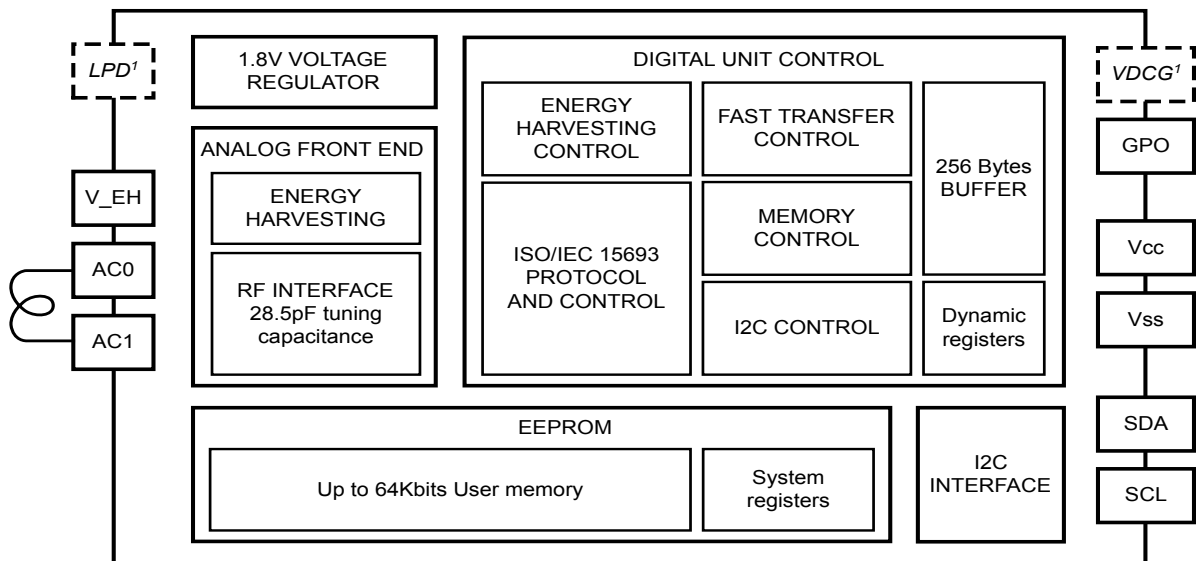 LPD¹
V_EH
AC0
AC1
1.8V VOLTAGE
REGULATOR
ANALOG FRONT END
ENERGY
HARVESTING
RF INTERFACE
28.5pF tuning
capacitance
DIGITAL UNIT CONTROL
ENERGY
HARVESTING
CONTROL
FAST TRANSFER
CONTROL
256 Bytes
BUFFER
ISO/IEC 15693
PROTOCOL
AND CONTROL
MEMORY
CONTROL
I2C CONTROL
Dynamic
registers
EEPROM
Up to 64Kbits User memory
System
registers
I2C
INTERFACE
VDCG¹
GPO
Vcc
Vss
SDA
SCL